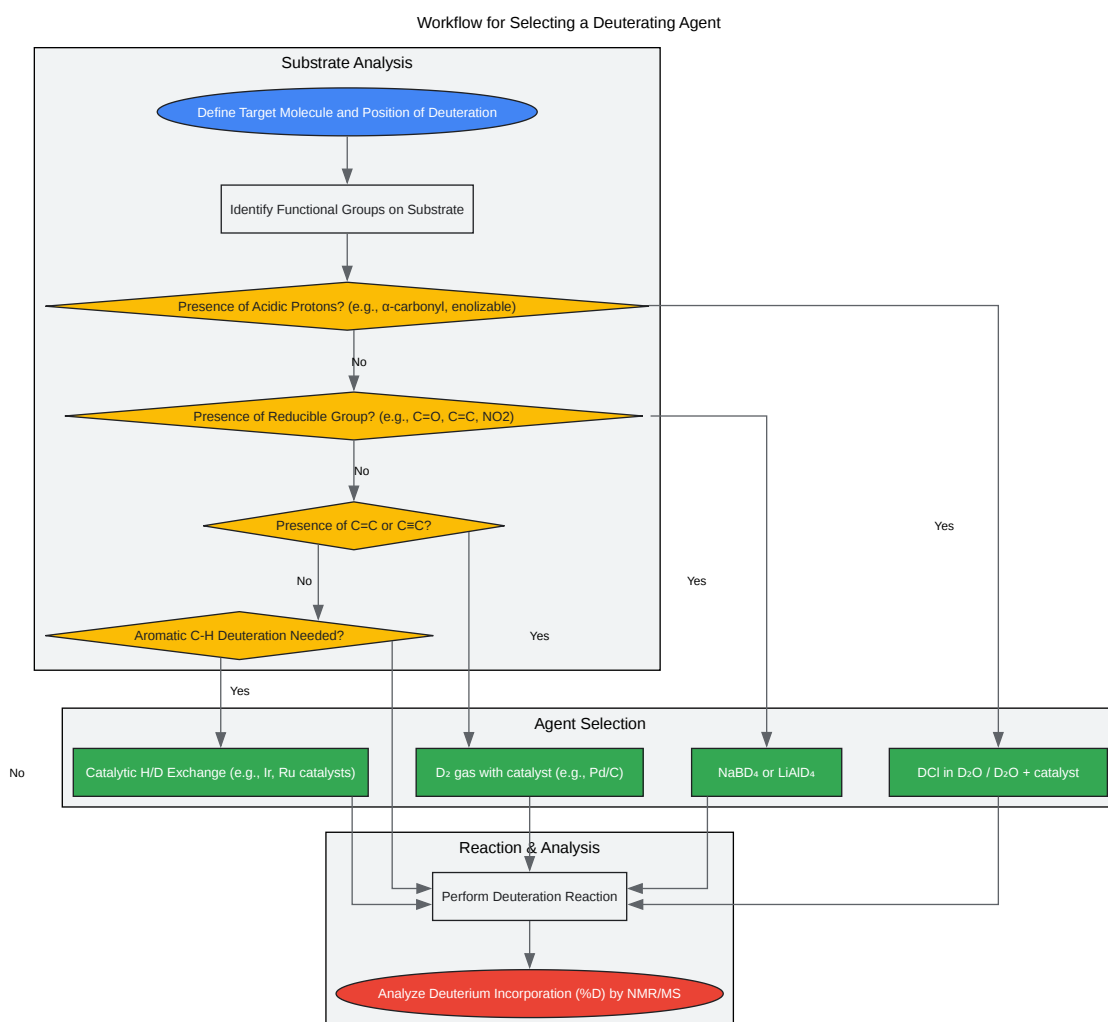 Workflow for Selecting a Deuterating Agent
Substrate Analysis
Define Target Molecule and Position of Deuteration
Identify Functional Groups on Substrate
Presence of Acidic Protons? (e.g., α-carbonyl, enolizable)
No
Presence of Reducible Group? (e.g., C=O, C=C, NO2)
No
Presence of C=C or C≡C?
Yes
No
Yes
Aromatic C-H Deuteration Needed?
Yes
Yes
Agent Selection
No
Catalytic H/D Exchange (e.g., Ir, Ru catalysts)
D₂ gas with catalyst (e.g., Pd/C)
NaBD₄ or LiAlD₄
DCl in D₂O / D₂O + catalyst
Reaction & Analysis
Perform Deuteration Reaction
Analyze Deuterium Incorporation (%D) by NMR/MS